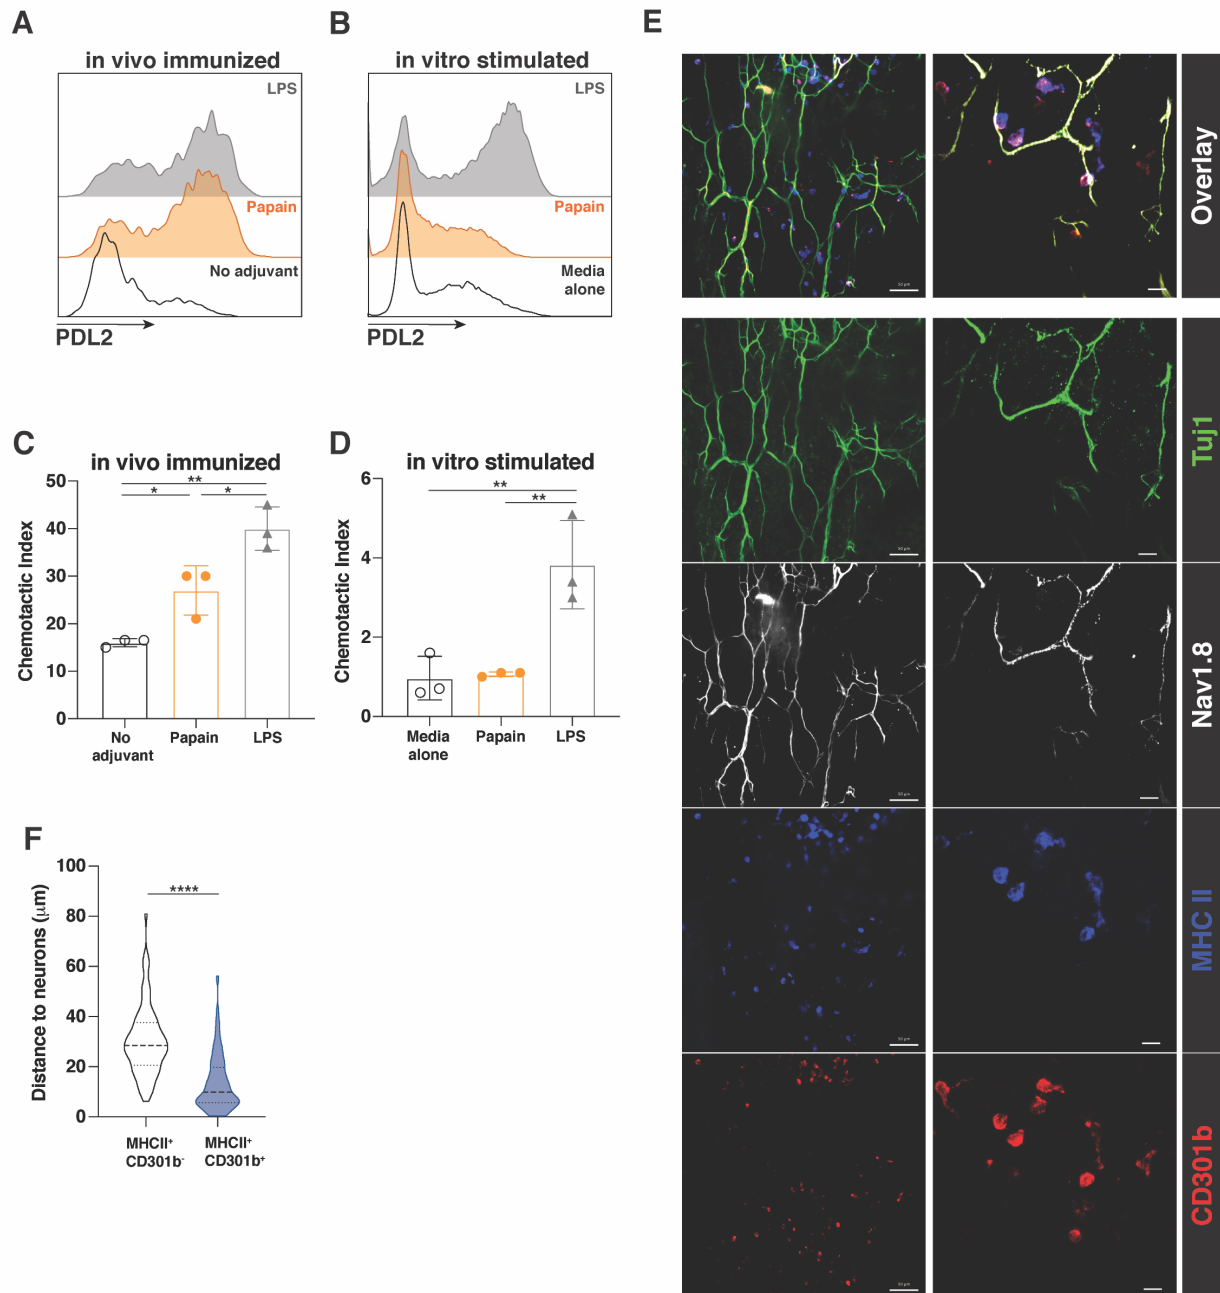 A
B
E
in vivo immunized
in vitro stimulated
LPS
LPS
Papain
Papain
No adjuvant
Media
alone
PDL2
PDL2
Overlay
Tuj1
Nav1.8
MHC II
CD301b
C
D
in vivo immunized
in vitro stimulated
Chemotactic Index
50
40
30
20
10
0
**
*
*
No
adjuvant
Papain
LPS
Chemotactic Index
6
4
2
0
**
**
Media
alone
Papain
LPS
F
Distance to neurons (μm)
100
80
60
40
20
0
****
MHCII+
CD301b-
MHCII+
CD301b+